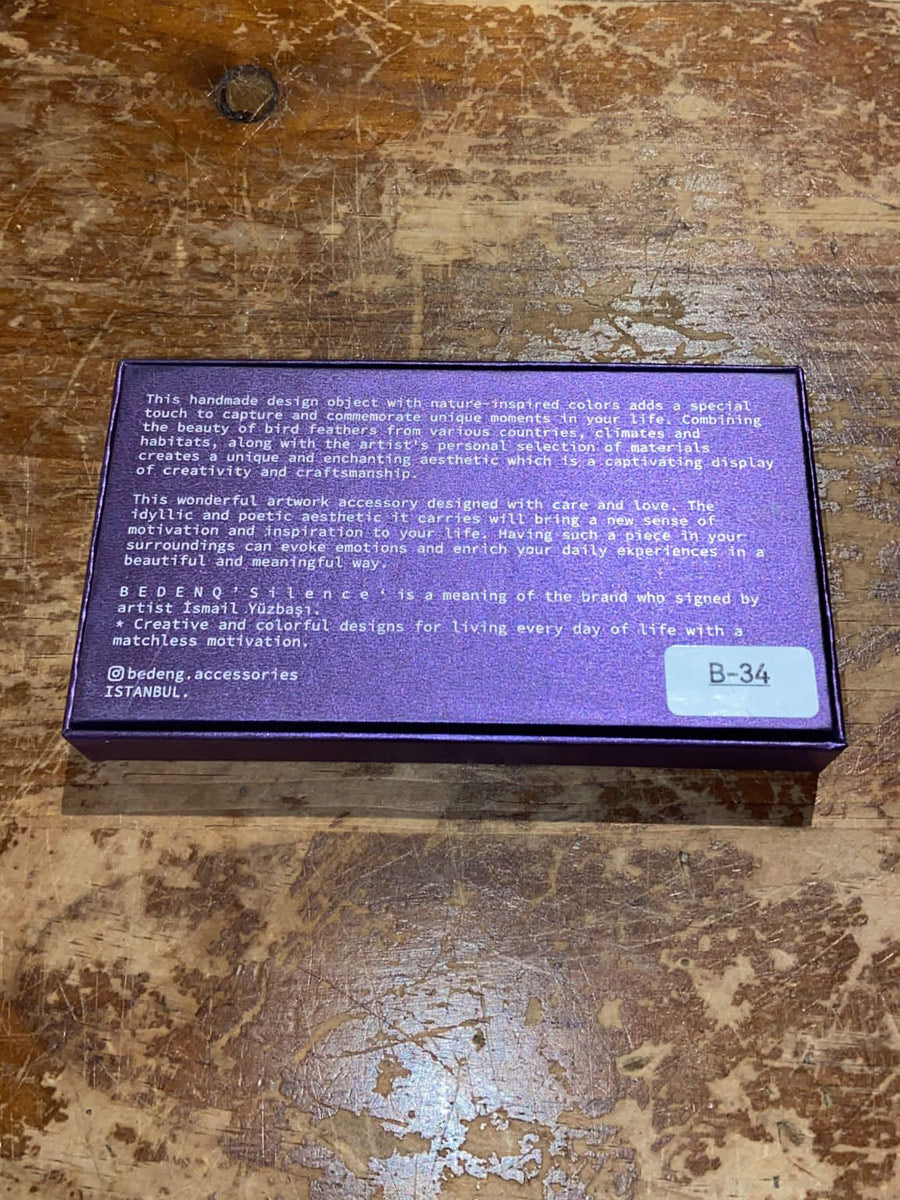 This handmade design object with nature-inspired colors adds a special
touch to capture and commemorate unique moments in your life. Combining
the beauty of bird feathers from various countries, climates and
habitats, along with the artist's personal selection of materials
creates a unique and enchanting aesthetic which is a captivating display
of creativity and craftsmanship.
This wonderful artwork accessory designed with care and love. The
idyllic and poetic aesthetic it carries will bring a new sense of
motivation and inspiration to your life. Having such a piece in your
surroundings can evoke emotions and enrich your daily experiences in a
beautiful and meaningful way.
B E D E N Q ' S i l e n c e ' is a meaning of the brand who signed by
artist İsmail Yüzbaşı.
* Creative and colorful designs for living every day of life with a
matchless motivation.
bedenq.accessories
ISTANBUL.
B-34